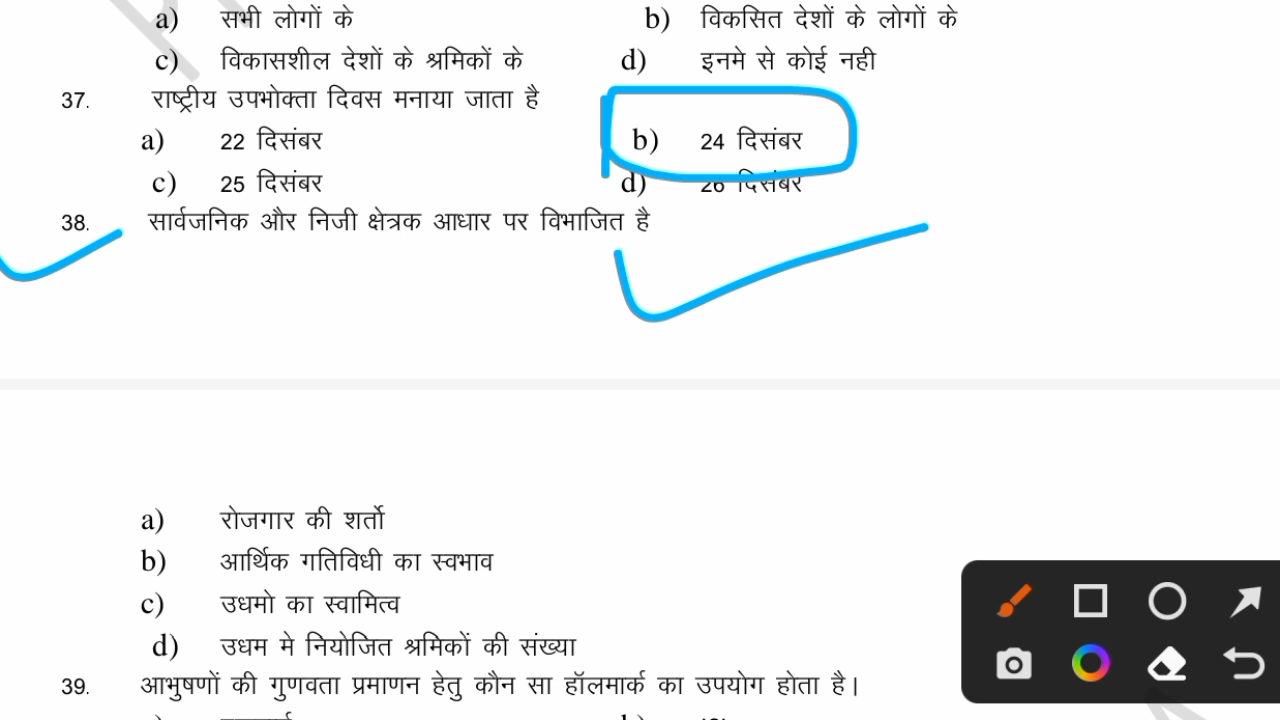 a) सभी लोगों के b) विकसित देशों के लोगों के
c) विकासशील देशों के श्रमिकों के d) इनमे से कोई नही
37. राष्ट्रीय उपभोक्ता दिवस मनाया जाता है
a) 22 दिसंबर b) 24 दिसंबर
c) 25 दिसंबर d) 26 दिसंबर
38. सार्वजनिक और निजी क्षेत्रक आधार पर विभाजित है
a) रोजगार की शर्तो
b) आर्थिक गतिविधी का स्वभाव
c) उधमो का स्वामित्व
d) उधम मे नियोजित श्रमिकों की संख्या
39. आभुषणों की गुणवता प्रमाणन हेतु कौन सा हॉलमार्क का उपयोग होता है।